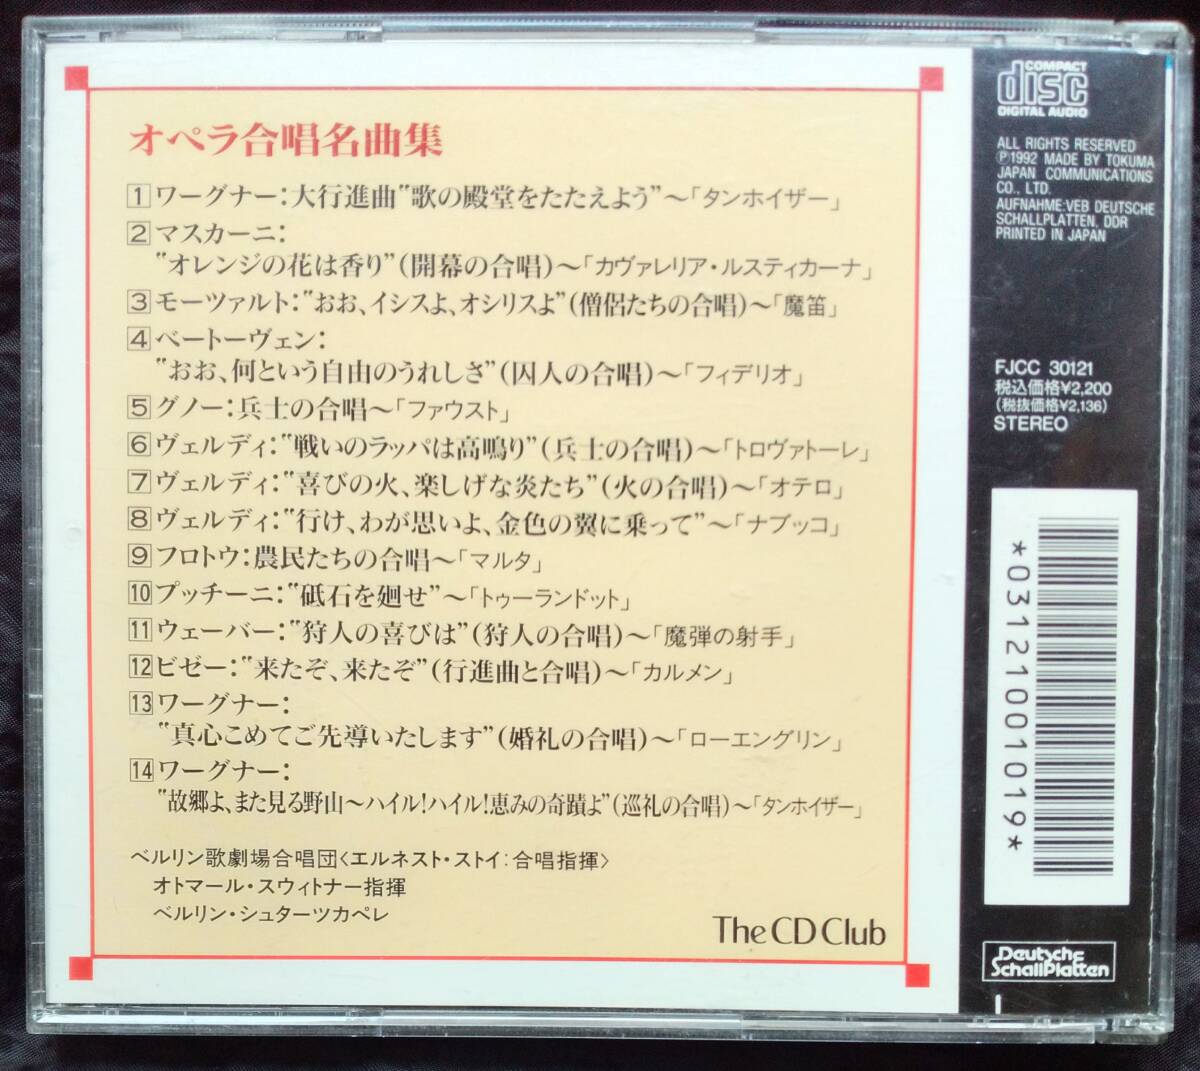 オペラ合唱名曲集
1 ワーグナー：大行進曲“歌の殿堂をたたえよう”～「タンホイザー」
2 マスカーニ：
“オレンジの花は香り”(開幕の合唱)～「カヴァレリア・ルスティカーナ」
3 モーツァルト：“おお、イシスよ、オシリスよ”(僧侶たちの合唱)～「魔笛」
4 ベートーヴェン：
“おお、何という自由のうれしさ”(囚人の合唱)～「フィデリオ」
5 グノー：兵士の合唱～「ファウスト」
6 ヴェルディ：“戦いのラッパは高鳴り”(兵士の合唱)～「トロヴァトーレ」
7 ヴェルディ：“喜びの火、楽しげな炎たち”(火の合唱)～「オテロ」
8 ヴェルディ：“行け、わが思いよ、金色の翼に乗って”～「ナブッコ」
9 フロトウ：農民たちの合唱～「マルタ」
10 プッチーニ：“砥石を廻せ”～「トゥーランドット」
11 ウェーバー：“狩人の喜びは”(狩人の合唱)～「魔弾の射手」
12 ビゼー：“来たぞ、来たぞ”(行進曲と合唱)～「カルメン」
13 ワーグナー：
“真心こめてご先導いたします”(婚礼の合唱)～「ローエングリン」
14 ワーグナー：
“故郷よ、また見る野山～ハイル!ハイル!恵みの奇蹟よ”(巡礼の合唱)～「タンホイザー」
ベルリン歌劇場合唱団〈エルネスト・ストイ：合唱指揮〉
オトマール・スウィトナー指揮
ベルリン・シュターツカペレ
The CD Club
COMPACT
disc
DIGITAL AUDIO
ALL RIGHTS RESERVED
℗1992 MADE BY TOKUMA
JAPAN COMMUNICATIONS
CO., LTD.
AUFNAHME:VEB DEUTSCHE
SCHALLPLATTEN, DDR
PRINTED IN JAPAN
FJCC 30121
税込価格¥2,200
(税抜価格¥2,136)
STEREO
*0312100101019*
Deutsche
SchallPlatten